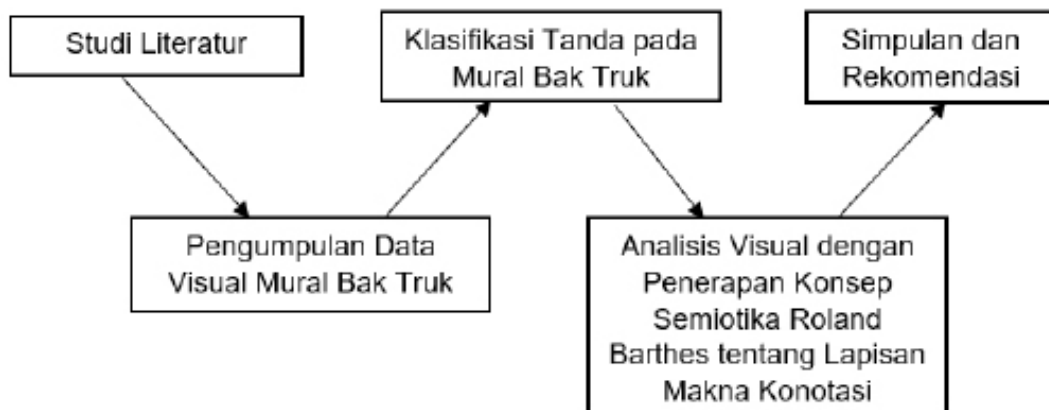 Studi Literatur
Pengumpulan Data
Visual Mural Bak Truk
Klasifikasi Tanda pada
Mural Bak Truk
Analisis Visual dengan
Penerapan Konsep
Semiotika Roland
Barthes tentang Lapisan
Makna Konotasi
Simpulan dan
Rekomendasi